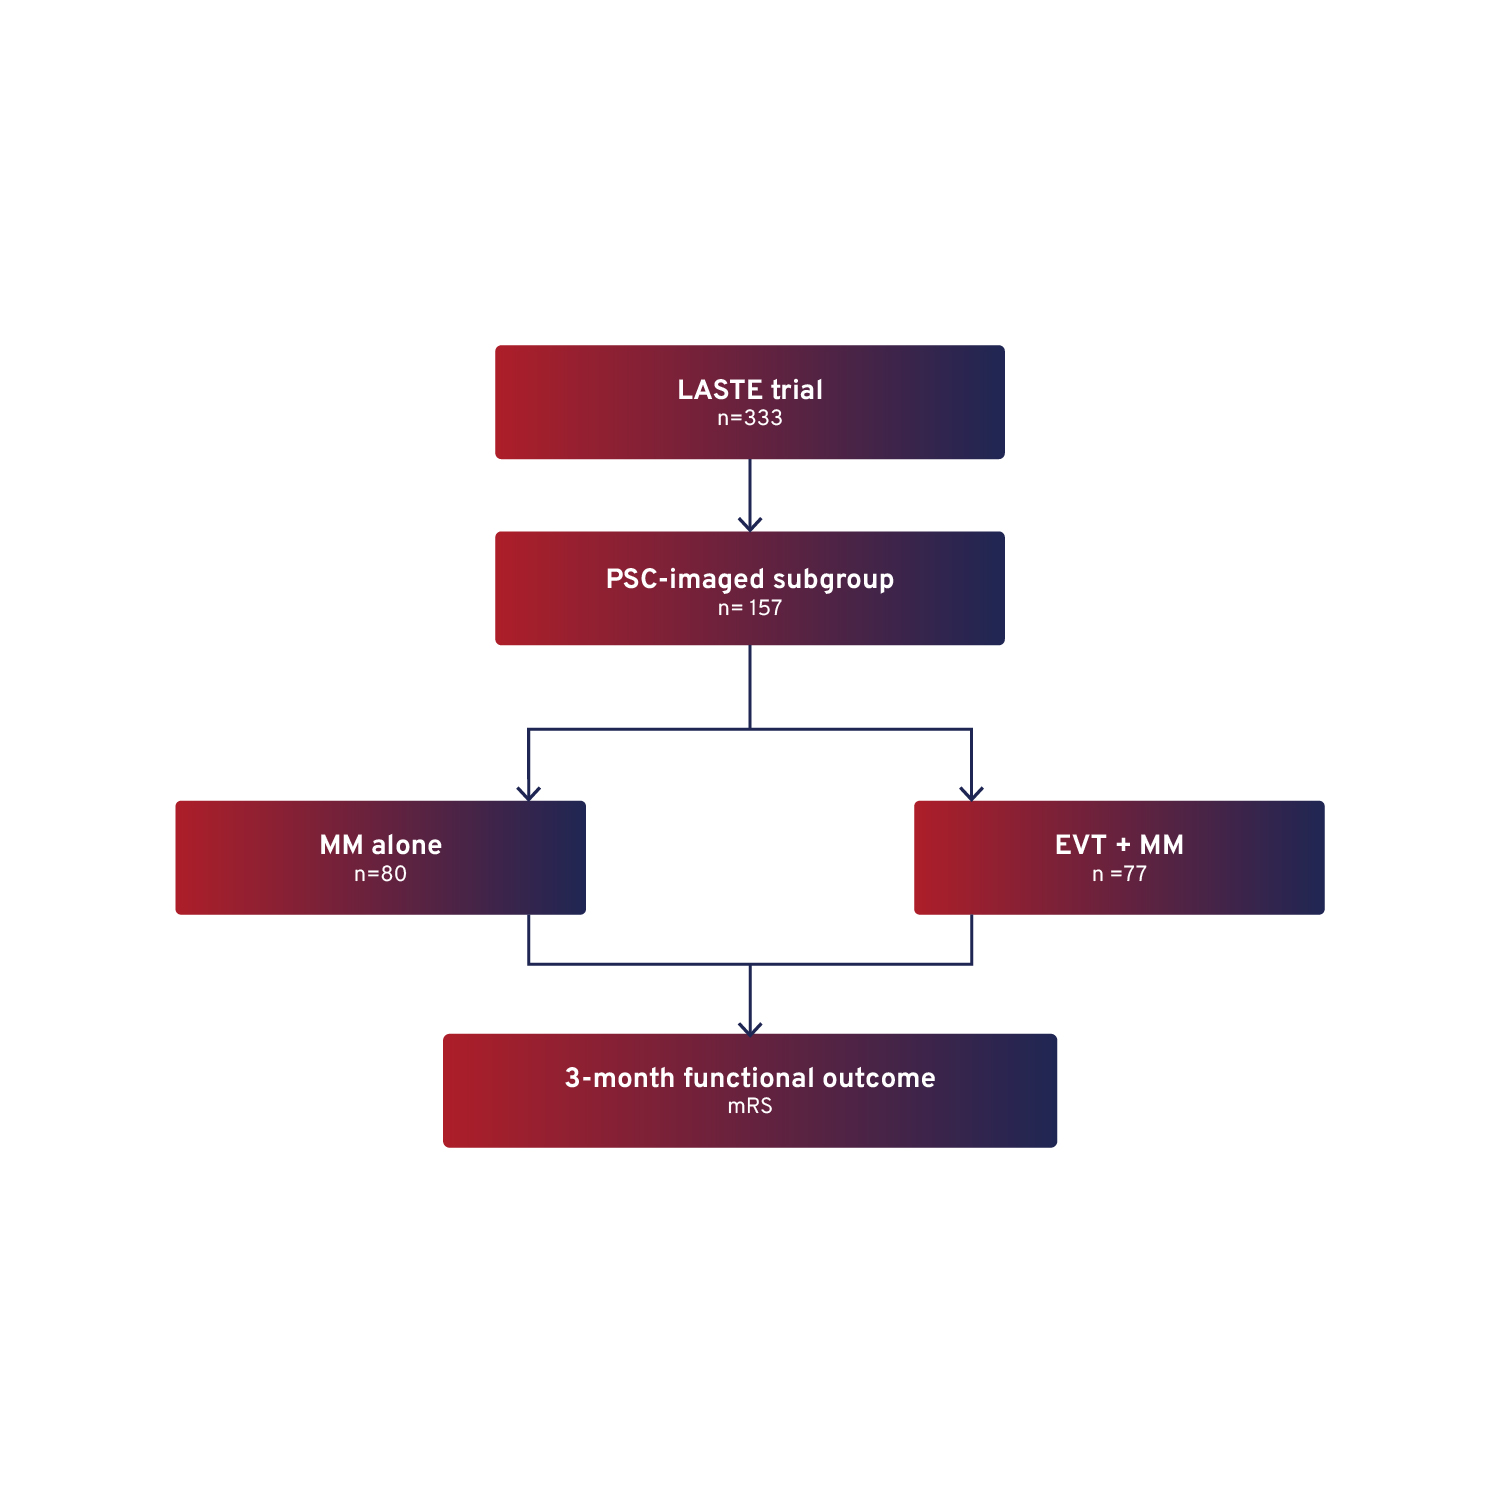 LASTE trial
n=333
PSC-imaged subgroup
n= 157
MM alone
n=80
EVT + MM
n =77
3-month functional outcome
mRS